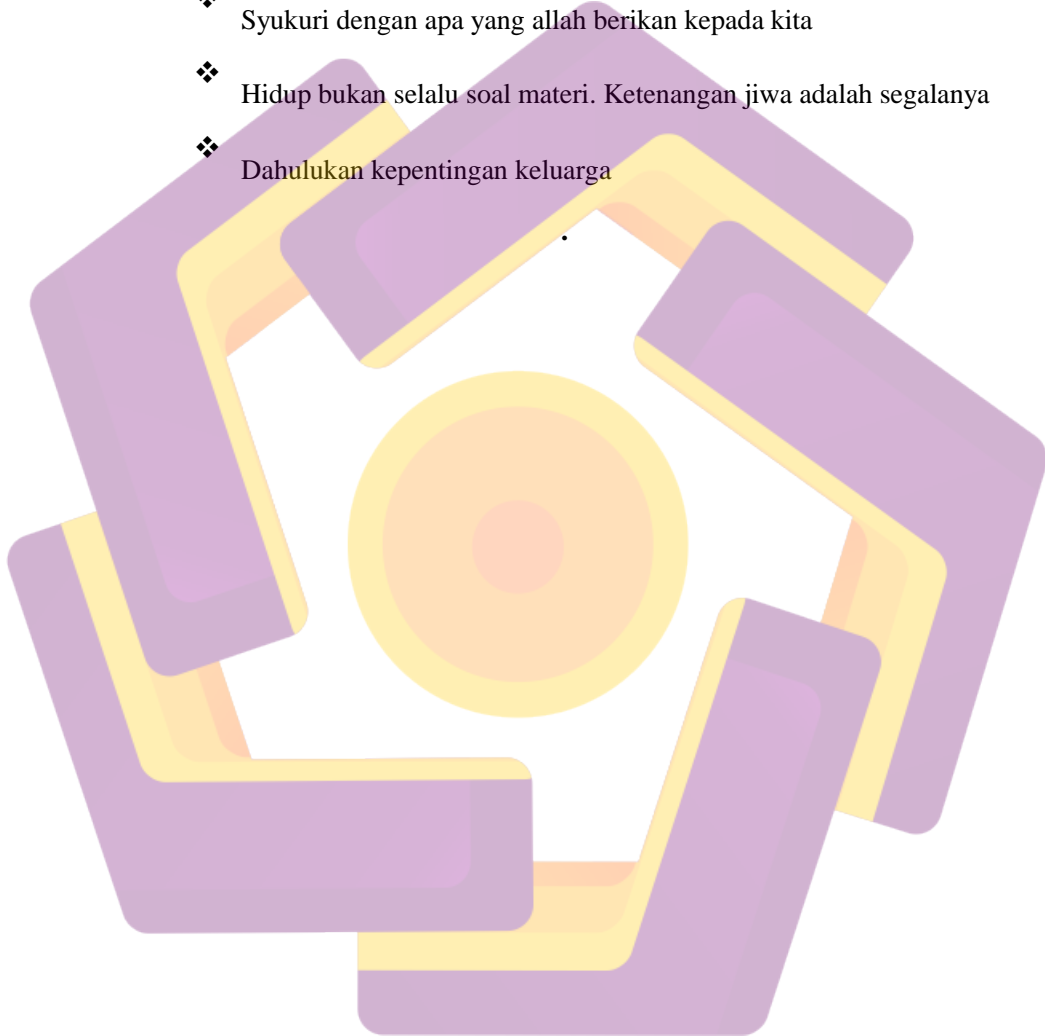 ❖ Syukuri dengan apa yang allah berikan kepada kita
❖ Hidup bukan selalu soal materi. Ketenangan jiwa adalah segalanya
❖ Dahulukan kepentingan keluarga
.